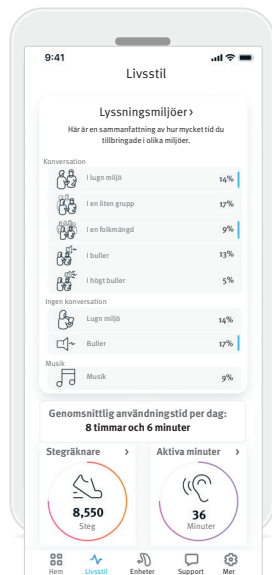 9:41
Livsstil
Lyssningsmiljöer›
Här är en sammanfattning av hur mycket tid du
tillbringade i olika miljöer.
Konversation
I lugn miljö 14%
I en liten grupp 17%
I en folkmängd 9%
I buller 13%
I högt buller 5%
Ingen konversation
Lugn miljö 14%
Buller 17%
Musik
Musik 9%
Genomsnittlig användningstid per dag:
8 timmar och 6 minuter
Stegräknare › Aktiva minuter ›
8,550 36
Steg Minuter
Hem Livsstil Enheter Support Mer